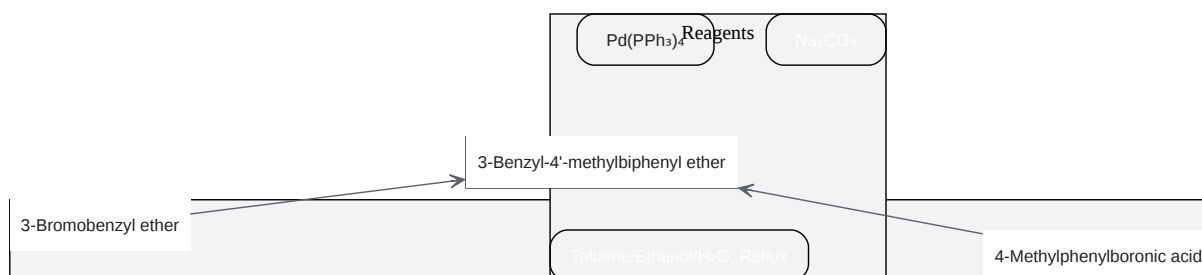 Pd(PPh₃)₄
Reagents
Na₂CO₃
3-Benzyl-4'-methylbiphenyl ether
3-Bromobenzyl ether
Toluene/Ethanol/H₂O, Reflux
4-Methylphenylboronic acid